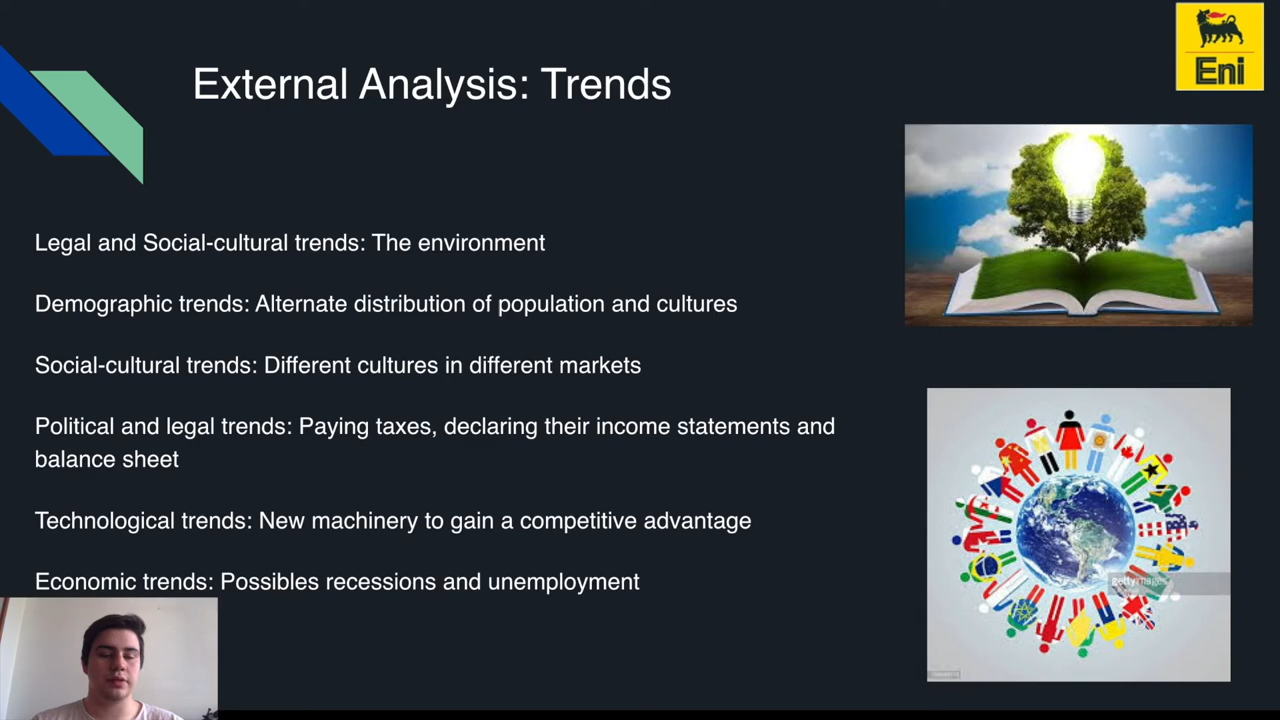 External Analysis: Trends
Eni
Legal and Social-cultural trends: The environment
Demographic trends: Alternate distribution of population and cultures
Social-cultural trends: Different cultures in different markets
Political and legal trends: Paying taxes, declaring their income statements and
balance sheet
Technological trends: New machinery to gain a competitive advantage
Economic trends: Possibles recessions and unemployment
gettyimages